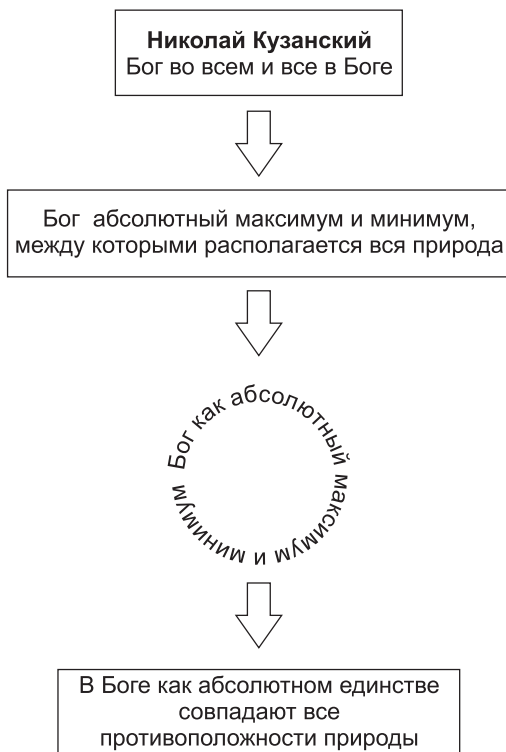 Николай Кузанский
Бог во всем и все в Боге
Бог абсолютный максимум и минимум,
между которыми располагается вся природа
Бог как абсолютный максимум и минимум
В Боге как абсолютном единстве
совпадают все
противоположности природы